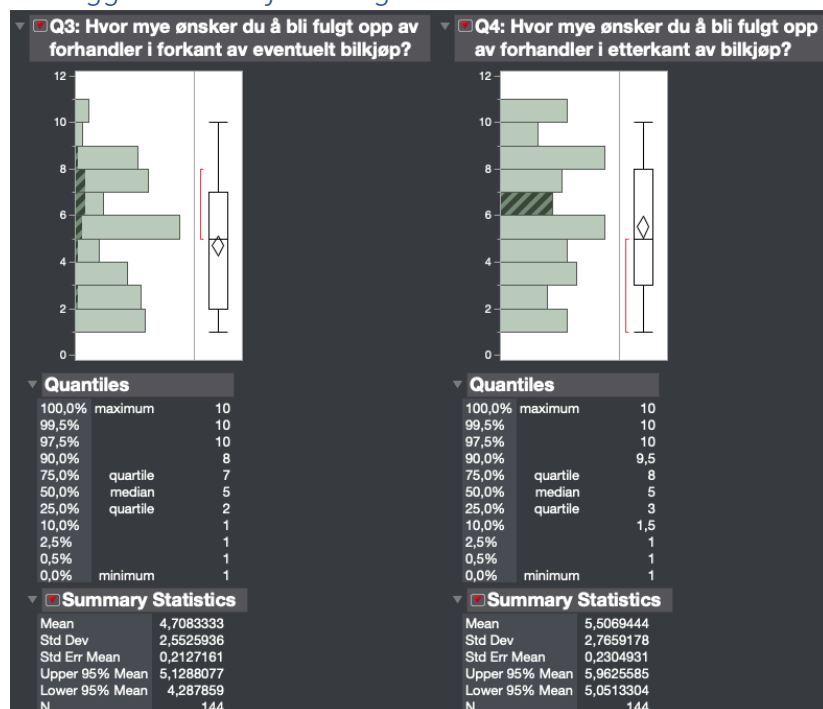 Q3: Hvor mye ønsker du å bli fulgt opp av
forhandler i forkant av eventuelt bilkjøp?
12
10
8
6
4
2
0
Quantiles
100,0% maximum 10
99,5% 10
97,5% 10
90,0% 8
75,0% quartile 7
50,0% median 5
25,0% quartile 2
10,0% 1
2,5% 1
0,5% 1
0,0% minimum 1
Summary Statistics
Mean 4,7083333
Std Dev 2,5525936
Std Err Mean 0,2127161
Upper 95% Mean 5,1288077
Lower 95% Mean 4,287859
N 144
Q4: Hvor mye ønsker du å bli fulgt opp
av forhandler i etterkant av bilkjøp?
12
10
8
6
4
2
0
Quantiles
100,0% maximum 10
99,5% 10
97,5% 10
90,0% 9,5
75,0% quartile 8
50,0% median 5
25,0% quartile 3
10,0% 1,5
2,5% 1
0,5% 1
0,0% minimum 1
Summary Statistics
Mean 5,5069444
Std Dev 2,7659178
Std Err Mean 0,2304931
Upper 95% Mean 5,9625585
Lower 95% Mean 5,0513304
N 144